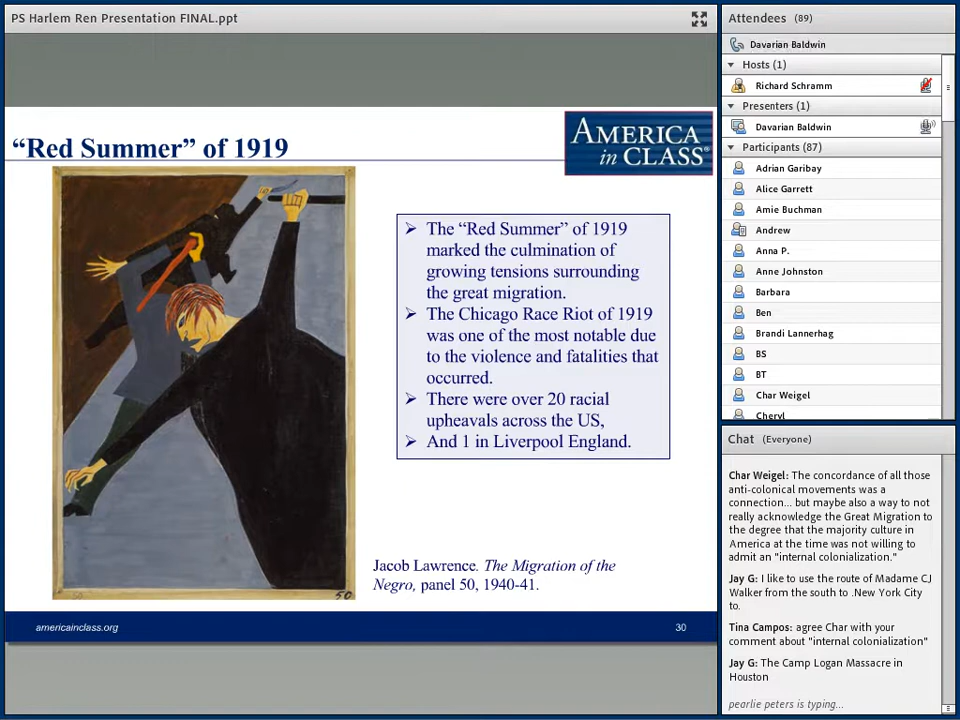 PS Harlem Ren Presentation FINAL.ppt
“Red Summer” of 1919
AMERICA
in CLASS®
The “Red Summer” of 1919
marked the culmination of
growing tensions surrounding
the great migration.
The Chicago Race Riot of 1919
was one of the most notable due
to the violence and fatalities that
occurred.
There were over 20 racial
upheavals across the US,
And 1 in Liverpool England.
50
Jacob Lawrence. The Migration of the
Negro, panel 50, 1940-41.
americainclass.org
30
Attendees (89)
Davarian Baldwin
Hosts (1)
Richard Schramm
Presenters (1)
Davarian Baldwin
Participants (87)
Adrian Garibay
Alice Garrett
Amie Buchman
Andrew
Anna P.
Anne Johnston
Barbara
Ben
Brandi Lannerhag
BS
BT
Char Weigel
Cheryl
Chat (Everyone)
Char Weigel: The concordance of all those
anti-colonial movements was a
connection... but maybe also a way to not
really acknowledge the Great Migration to
the degree that the majority culture in
America at the time was not willing to
admit an "internal colonialization."
Jay G: I like to use the route of Madame CJ
Walker from the south to .New York City
to.
Tina Campos: agree Char with your
comment about "internal colonialization"
Jay G: The Camp Logan Massacre in
Houston
pearlie peters is typing...